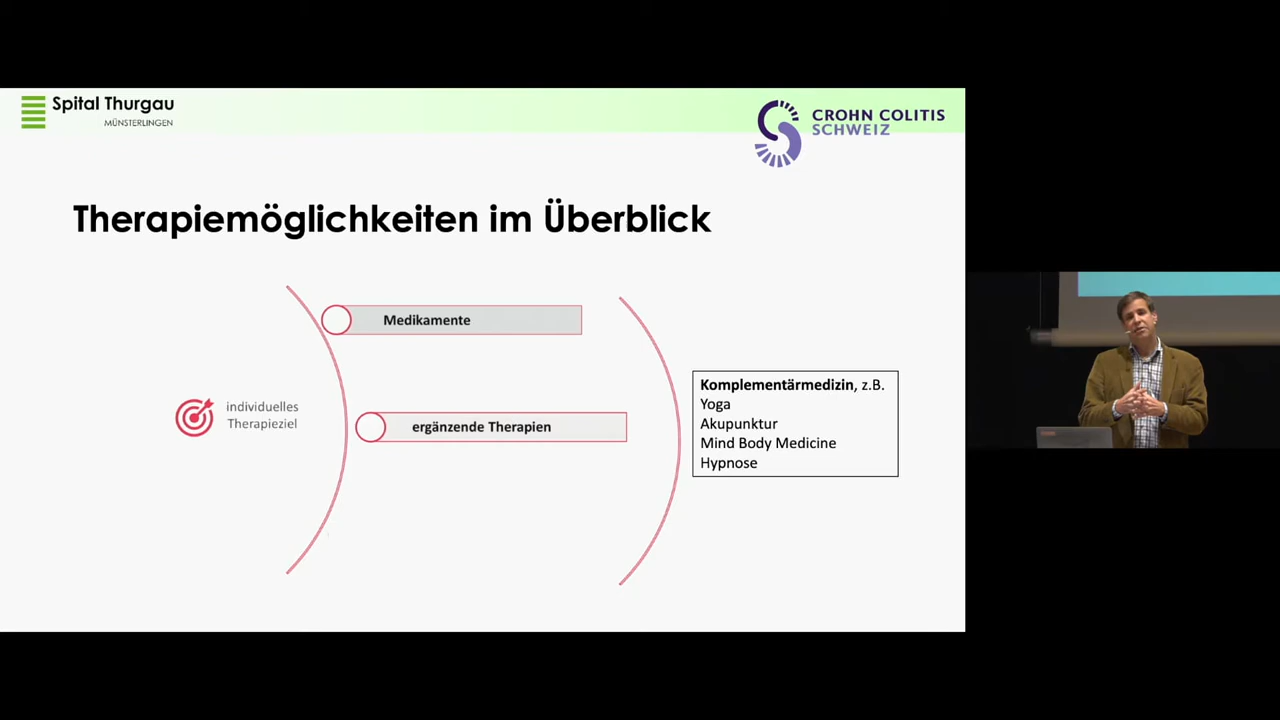 Spital Thurgau
MÜNSTERLINGEN
CROHN COLITIS
SCHWEIZ
Therapiemöglichkeiten im Überblick
Medikamente
individuelles
Therapieziel
ergänzende Therapien
Komplementärmedizin, z.B.
Yoga
Akupunktur
Mind Body Medicine
Hypnose